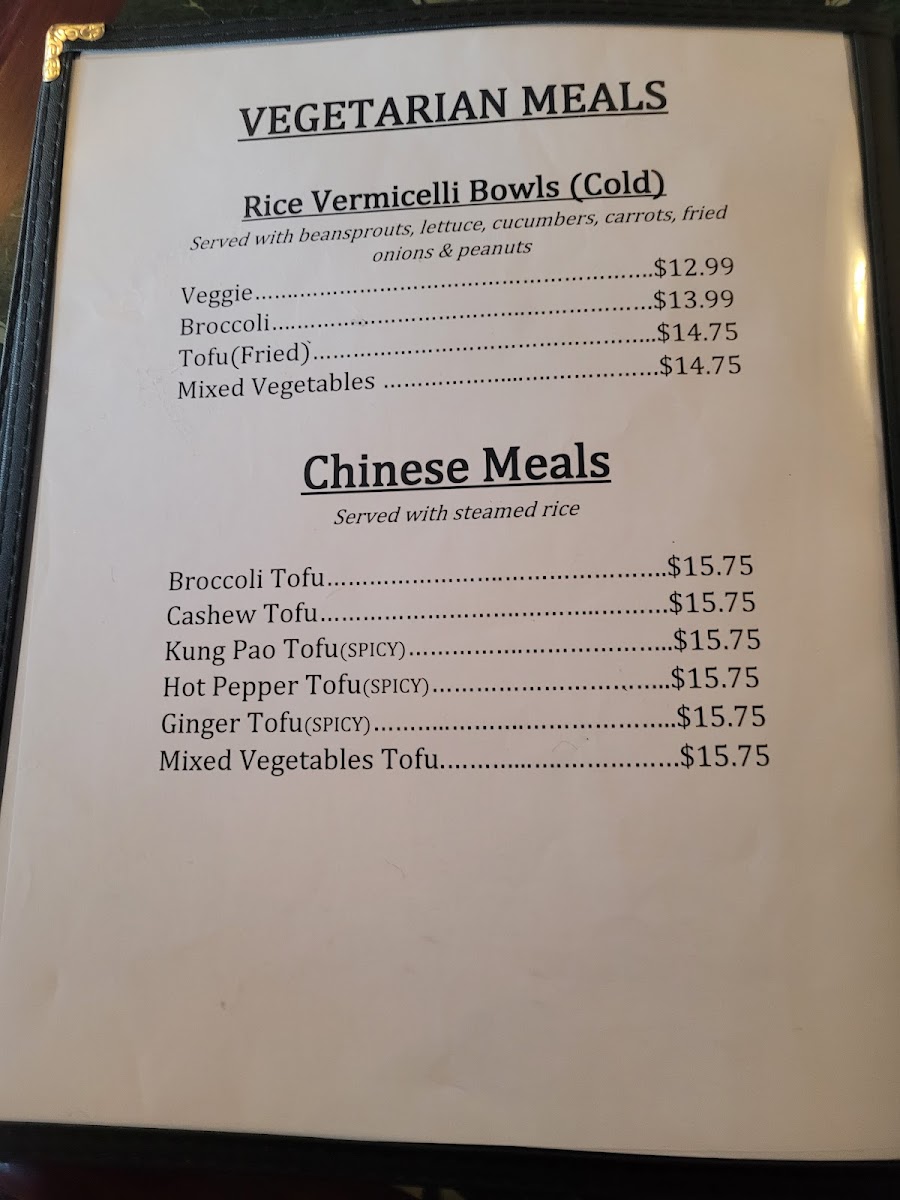 VEGETARIAN MEALS
Rice Vermicelli Bowls (Cold)
Served with beansprouts, lettuce, cucumbers, carrots, fried
onions & peanuts
Veggie.......................................................$12.99
Broccoli.....................................................$13.99
Tofu(Fried)................................................$14.75
Mixed Vegetables .......................................$14.75
Chinese Meals
Served with steamed rice
Broccoli Tofu..............................................$15.75
Cashew Tofu...............................................$15.75
Kung Pao Tofu(SPICY)...................................$15.75
Hot Pepper Tofu(SPICY)................................$15.75
Ginger Tofu(SPICY).......................................$15.75
Mixed Vegetables Tofu.................................$15.75